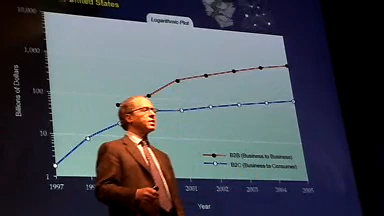 United States
Logarithmic Plot
10,000
1,000
100
10
1
Billions of Dollars
B2B (Business to Business)
B2C (Business to Consumer)
1997
2001
2002
2003
2004
2005
Year